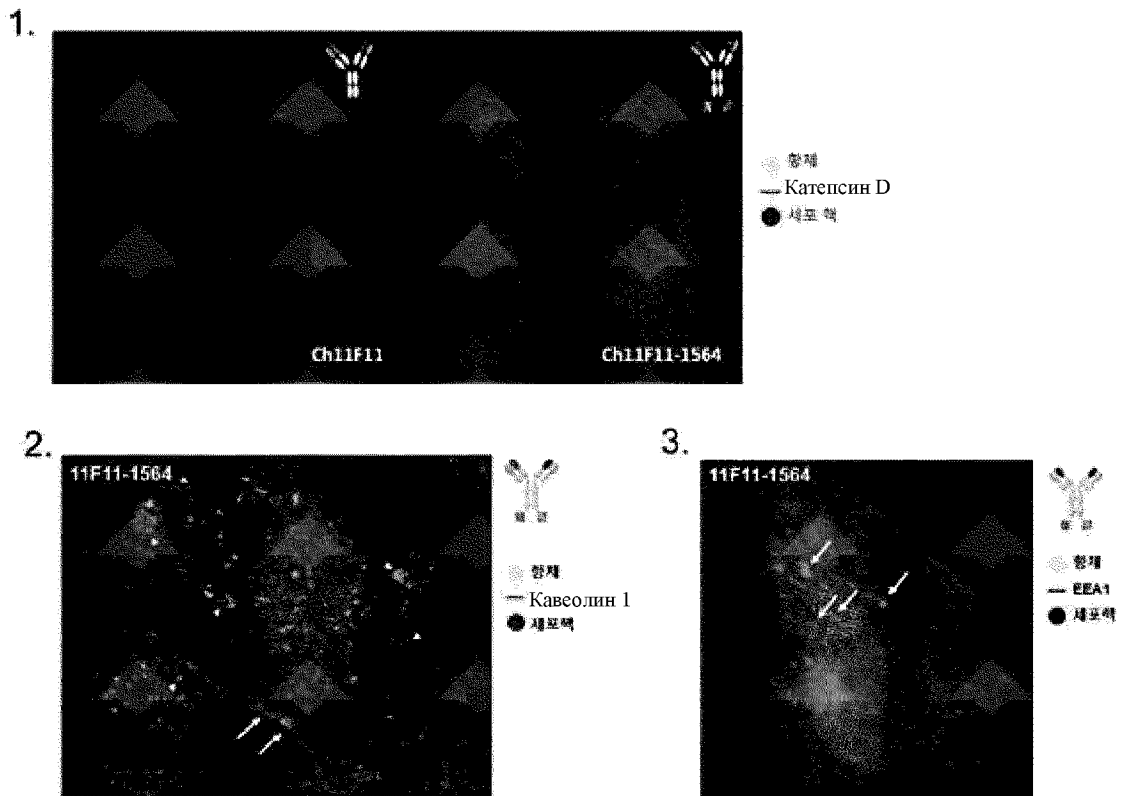 1.
Ch11F11
Ch11F11-1564
항체
Катепсин D
세포 핵
2.
11F11-1564
항체
Кавеолин 1
세포핵
3.
11F11-1564
항체
EEA1
세포핵